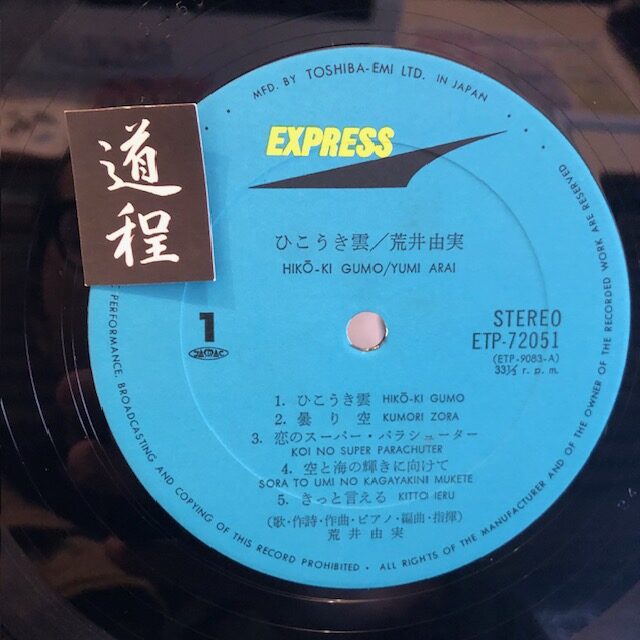 MFD. BY TOSHIBA-EMI LTD. IN JAPAN
EXPRESS
道程
ひこうき雲/荒井由実
HIKŌ-KI GUMO/YUMI ARAI
1
JASRAC
STEREO
ETP-72051
(ETP-9083-A)
33⅓ r. p. m.
1. ひこうき雲 HIKŌ-KI GUMO
2. 曇り空 KUMORI ZORA
3. 恋のスーパー・パラシューター
KOI NO SUPER PARACHUTER
4. 空と海の輝きに向けて
SORA TO UMI NO KAGAYAKINI MUKETE
5. きっと言える KITTO IERU
(歌・作詩・作曲・ピアノ・編曲・指揮)
荒井由実
PERFORMANCE, BROADCASTING AND COPYING OF THIS RECORD PROHIBITED • ALL RIGHTS OF THE MANUFACTURER AND OF THE OWNER OF THE RECORDED WORK ARE RESERVED